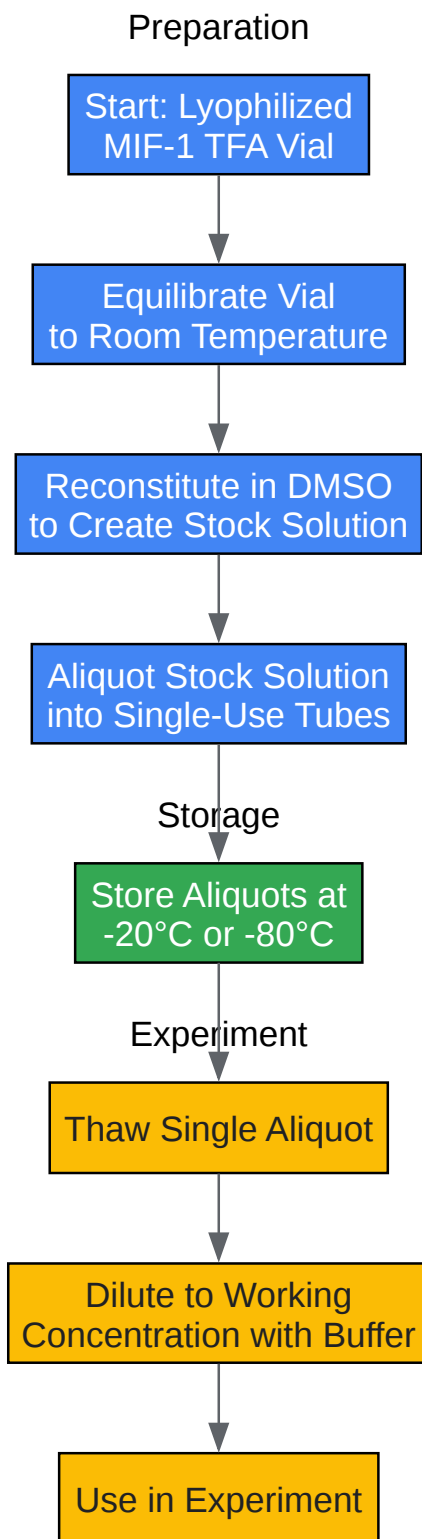 Preparation
Start: Lyophilized
MIF-1 TFA Vial
Equilibrate Vial
to Room Temperature
Reconstitute in DMSO
to Create Stock Solution
Aliquot Stock Solution
into Single-Use Tubes
Storage
Store Aliquots at
-20°C or -80°C
Experiment
Thaw Single Aliquot
Dilute to Working
Concentration with Buffer
Use in Experiment